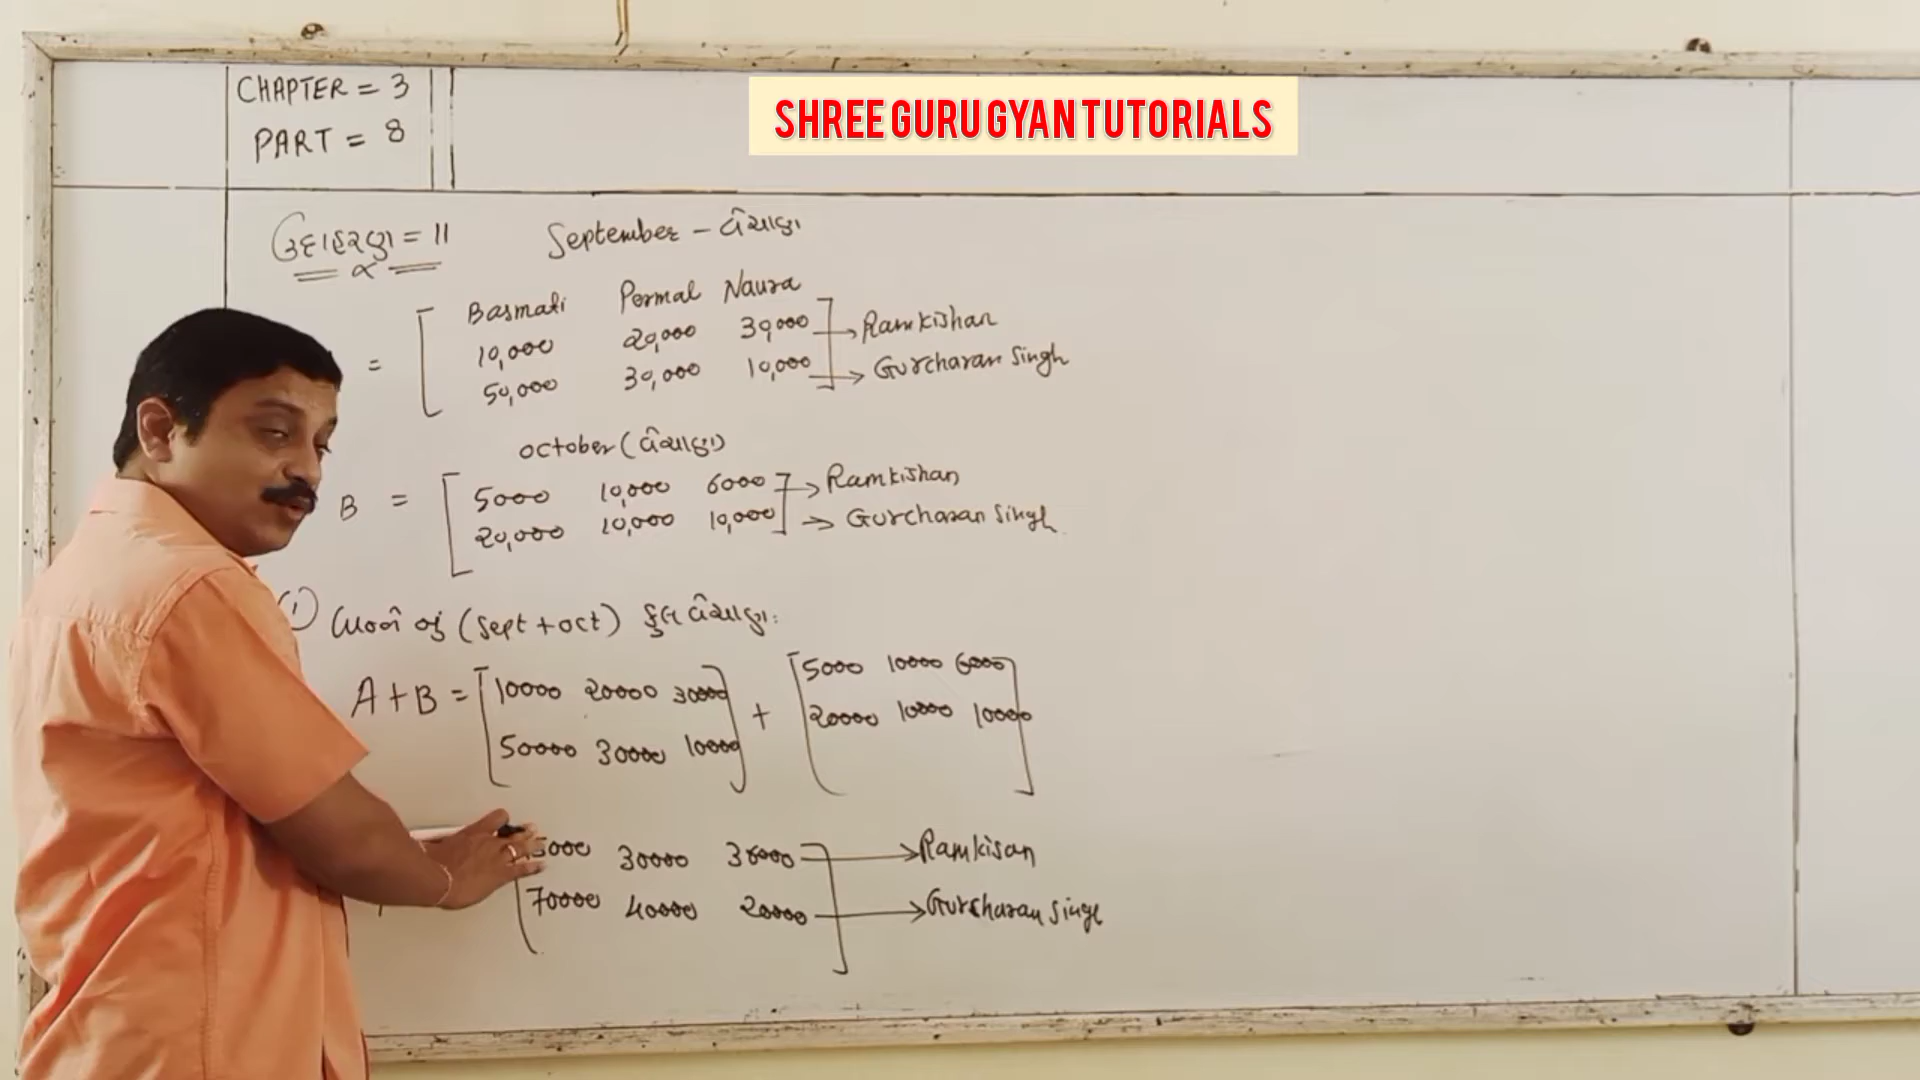 CHAPTER = 3
PART = 8
SHREE GURU GYAN TUTORIALS
ઉદાહરણ = 11
September - વેંચાણ
Basmati Permal Naura
= 10,000 20,000 30,000 → Ramkishan
50,000 30,000 10,000 → Gurcharan Singh
October (વેંચાણ)
B = 5000 10,000 6000 → Ramkishan
20,000 10,000 10,000 → Gurcharan Singh
(1) (Sept + oct) કુલ વેંચાણ:
A + B = [10000 20000 30000] + [5000 10000 6000]
50000 30000 10000 20000 10000 10000
5000 30000 36000 → Ramkisan
70000 40000 20000 → Gurcharan Singh